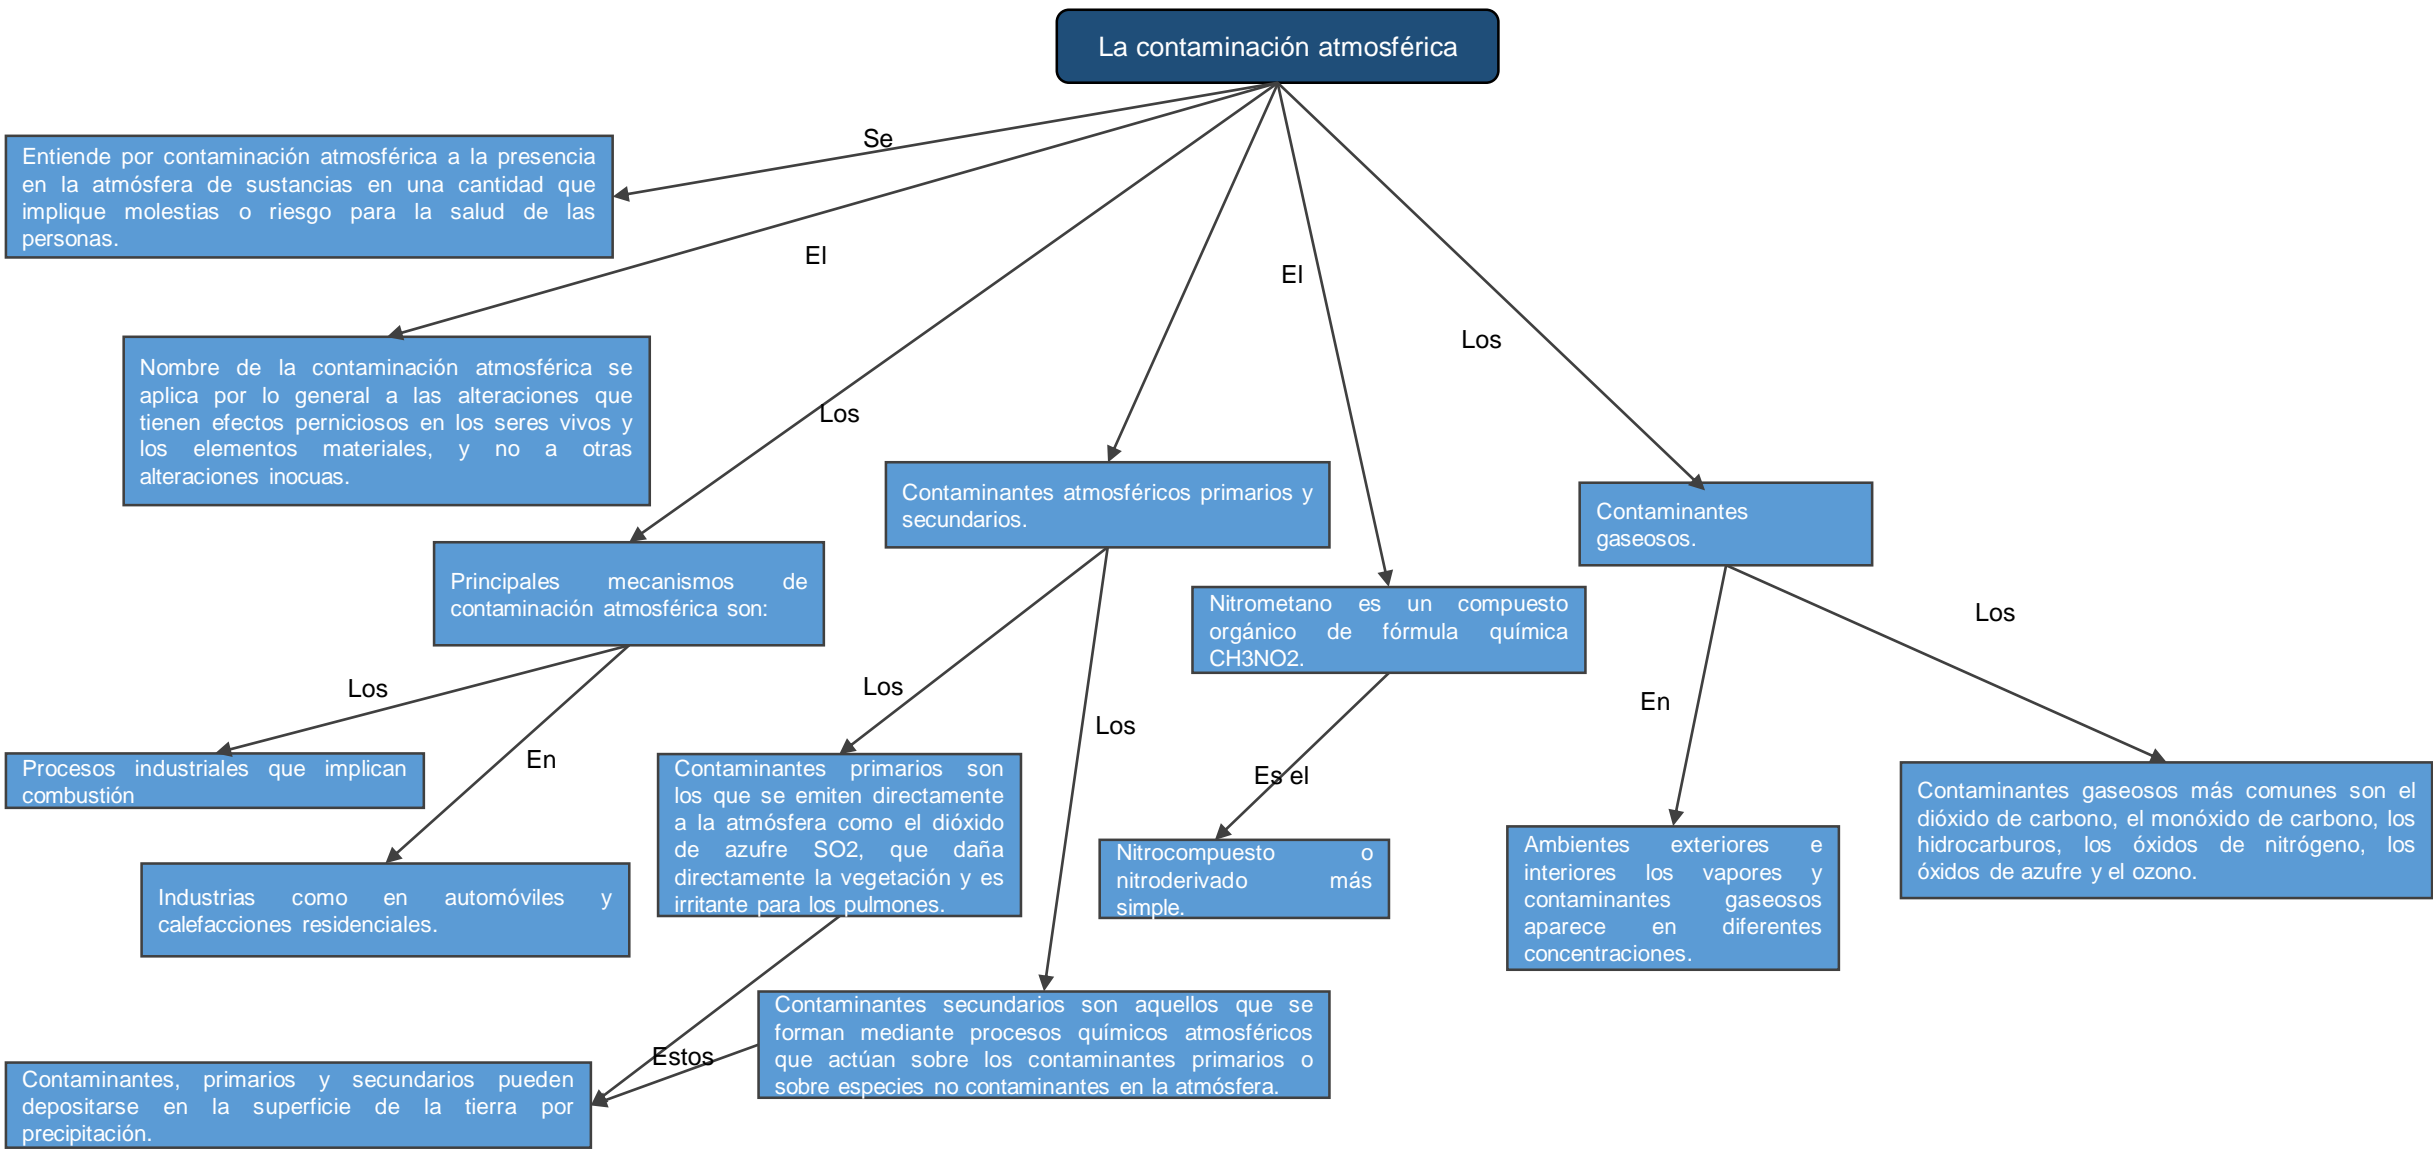 La contaminación atmosférica
Se
Entiende por contaminación atmosférica a la presencia
en la atmósfera de sustancias en una cantidad que
implique molestias o riesgo para la salud de las
personas.
El
Nombre de la contaminación atmosférica se
aplica por lo general a las alteraciones que
tienen efectos perniciosos en los seres vivos y
los elementos materiales, y no a otras
alteraciones inocuas.
Los
Principales mecanismos de
contaminación atmosférica son:
Los
Procesos industriales que implican
combustión
En
Industrias como en automóviles y
calefacciones residenciales.
Contaminantes atmosféricos primarios y
secundarios.
Los
Contaminantes primarios son
los que se emiten directamente
a la atmósfera como el dióxido
de azufre SO2, que daña
directamente la vegetación y es
irritante para los pulmones.
Los
Contaminantes secundarios son aquellos que se
forman mediante procesos químicos atmosféricos
que actúan sobre los contaminantes primarios o
sobre especies no contaminantes en la atmósfera.
Estos
Contaminantes, primarios y secundarios pueden
depositarse en la superficie de la tierra por
precipitación.
El
Nitrometano es un compuesto
orgánico de fórmula química
CH3NO2.
Es el
Nitrocompuesto o
nitroderivado más
simple.
Los
Contaminantes
gaseosos.
En
Ambientes exteriores e
interiores los vapores y
contaminantes gaseosos
aparece en diferentes
concentraciones.
Los
Contaminantes gaseosos más comunes son el
dióxido de carbono, el monóxido de carbono, los
hidrocarburos, los óxidos de nitrógeno, los
óxidos de azufre y el ozono.